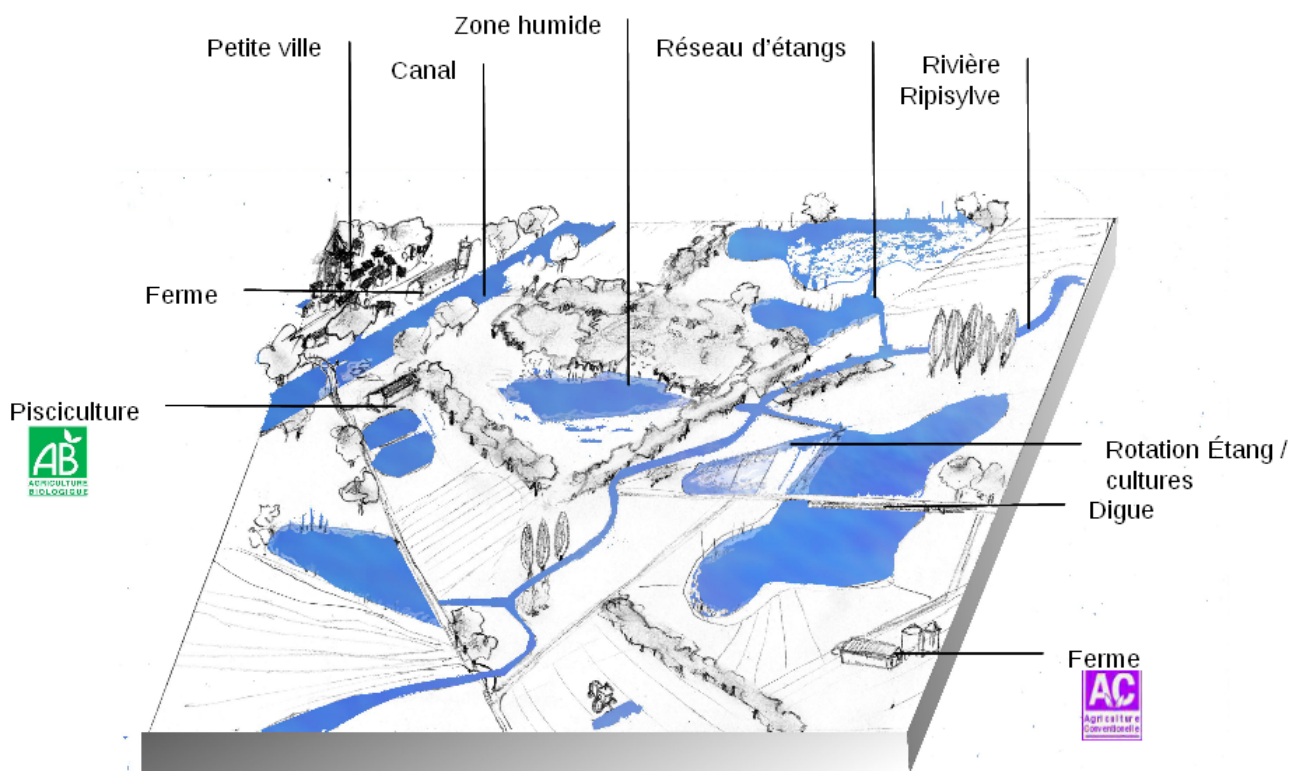 Zone humide
Petite ville
Réseau d'étangs
Canal
Rivière
Ripisylve
Ferme
Pisciculture
AB
AGRICULTURE
BIOLOGIQUE
Rotation Étang /
cultures
Digue
Ferme
AC
Agriculture
Conventionelle